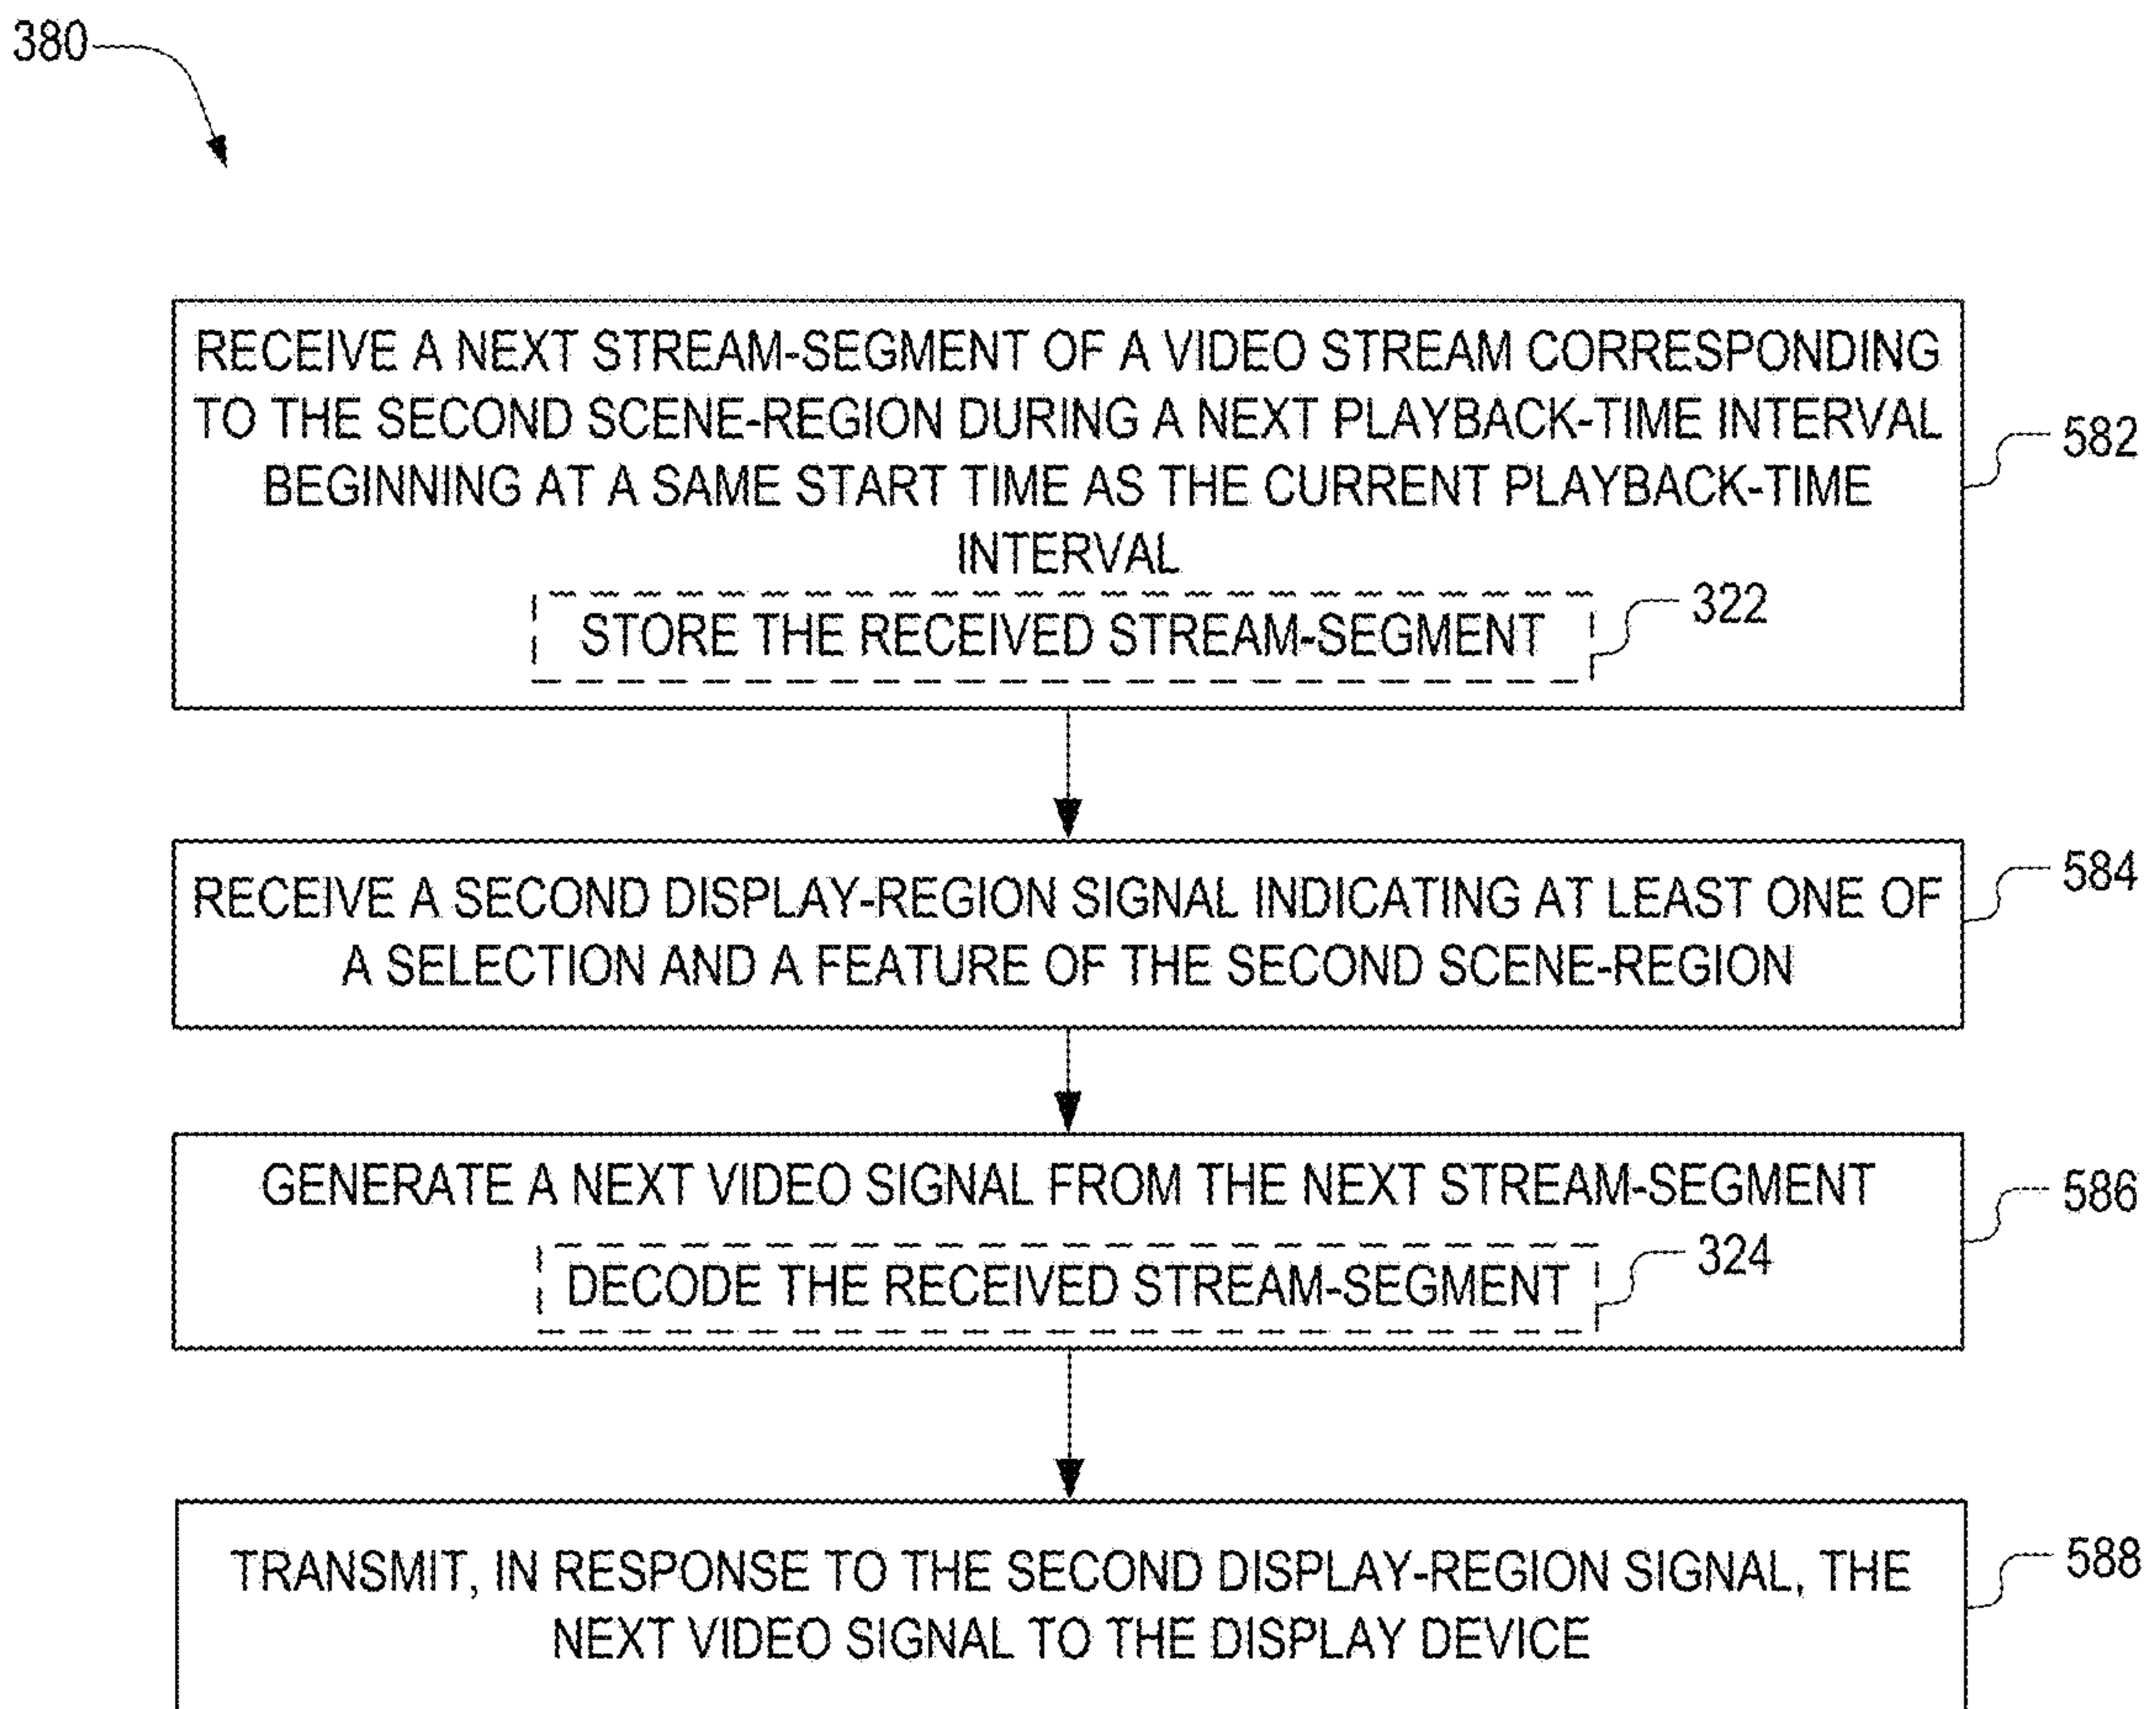 380
RECEIVE A NEXT STREAM-SEGMENT OF A VIDEO STREAM CORRESPONDING
TO THE SECOND SCENE-REGION DURING A NEXT PLAYBACK-TIME INTERVAL
BEGINNING AT A SAME START TIME AS THE CURRENT PLAYBACK-TIME
INTERVAL
582
STORE THE RECEIVED STREAM-SEGMENT
322
RECEIVE A SECOND DISPLAY-REGION SIGNAL INDICATING AT LEAST ONE OF
A SELECTION AND A FEATURE OF THE SECOND SCENE-REGION
584
GENERATE A NEXT VIDEO SIGNAL FROM THE NEXT STREAM-SEGMENT
586
DECODE THE RECEIVED STREAM-SEGMENT
324
TRANSMIT, IN RESPONSE TO THE SECOND DISPLAY-REGION SIGNAL, THE
NEXT VIDEO SIGNAL TO THE DISPLAY DEVICE
588